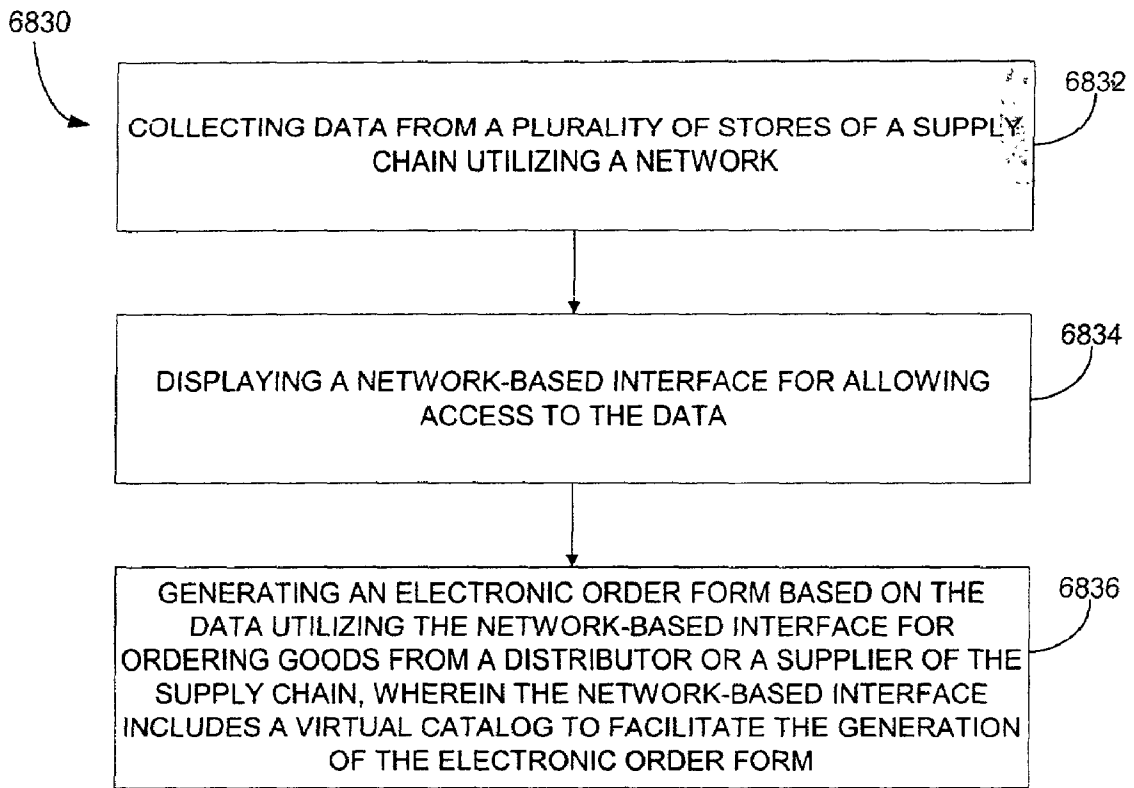 6830
6832
COLLECTING DATA FROM A PLURALITY OF STORES OF A SUPPLY
CHAIN UTILIZING A NETWORK
6834
DISPLAYING A NETWORK-BASED INTERFACE FOR ALLOWING
ACCESS TO THE DATA
6836
GENERATING AN ELECTRONIC ORDER FORM BASED ON THE
DATA UTILIZING THE NETWORK-BASED INTERFACE FOR
ORDERING GOODS FROM A DISTRIBUTOR OR A SUPPLIER OF THE
SUPPLY CHAIN, WHEREIN THE NETWORK-BASED INTERFACE
INCLUDES A VIRTUAL CATALOG TO FACILITATE THE GENERATION
OF THE ELECTRONIC ORDER FORM